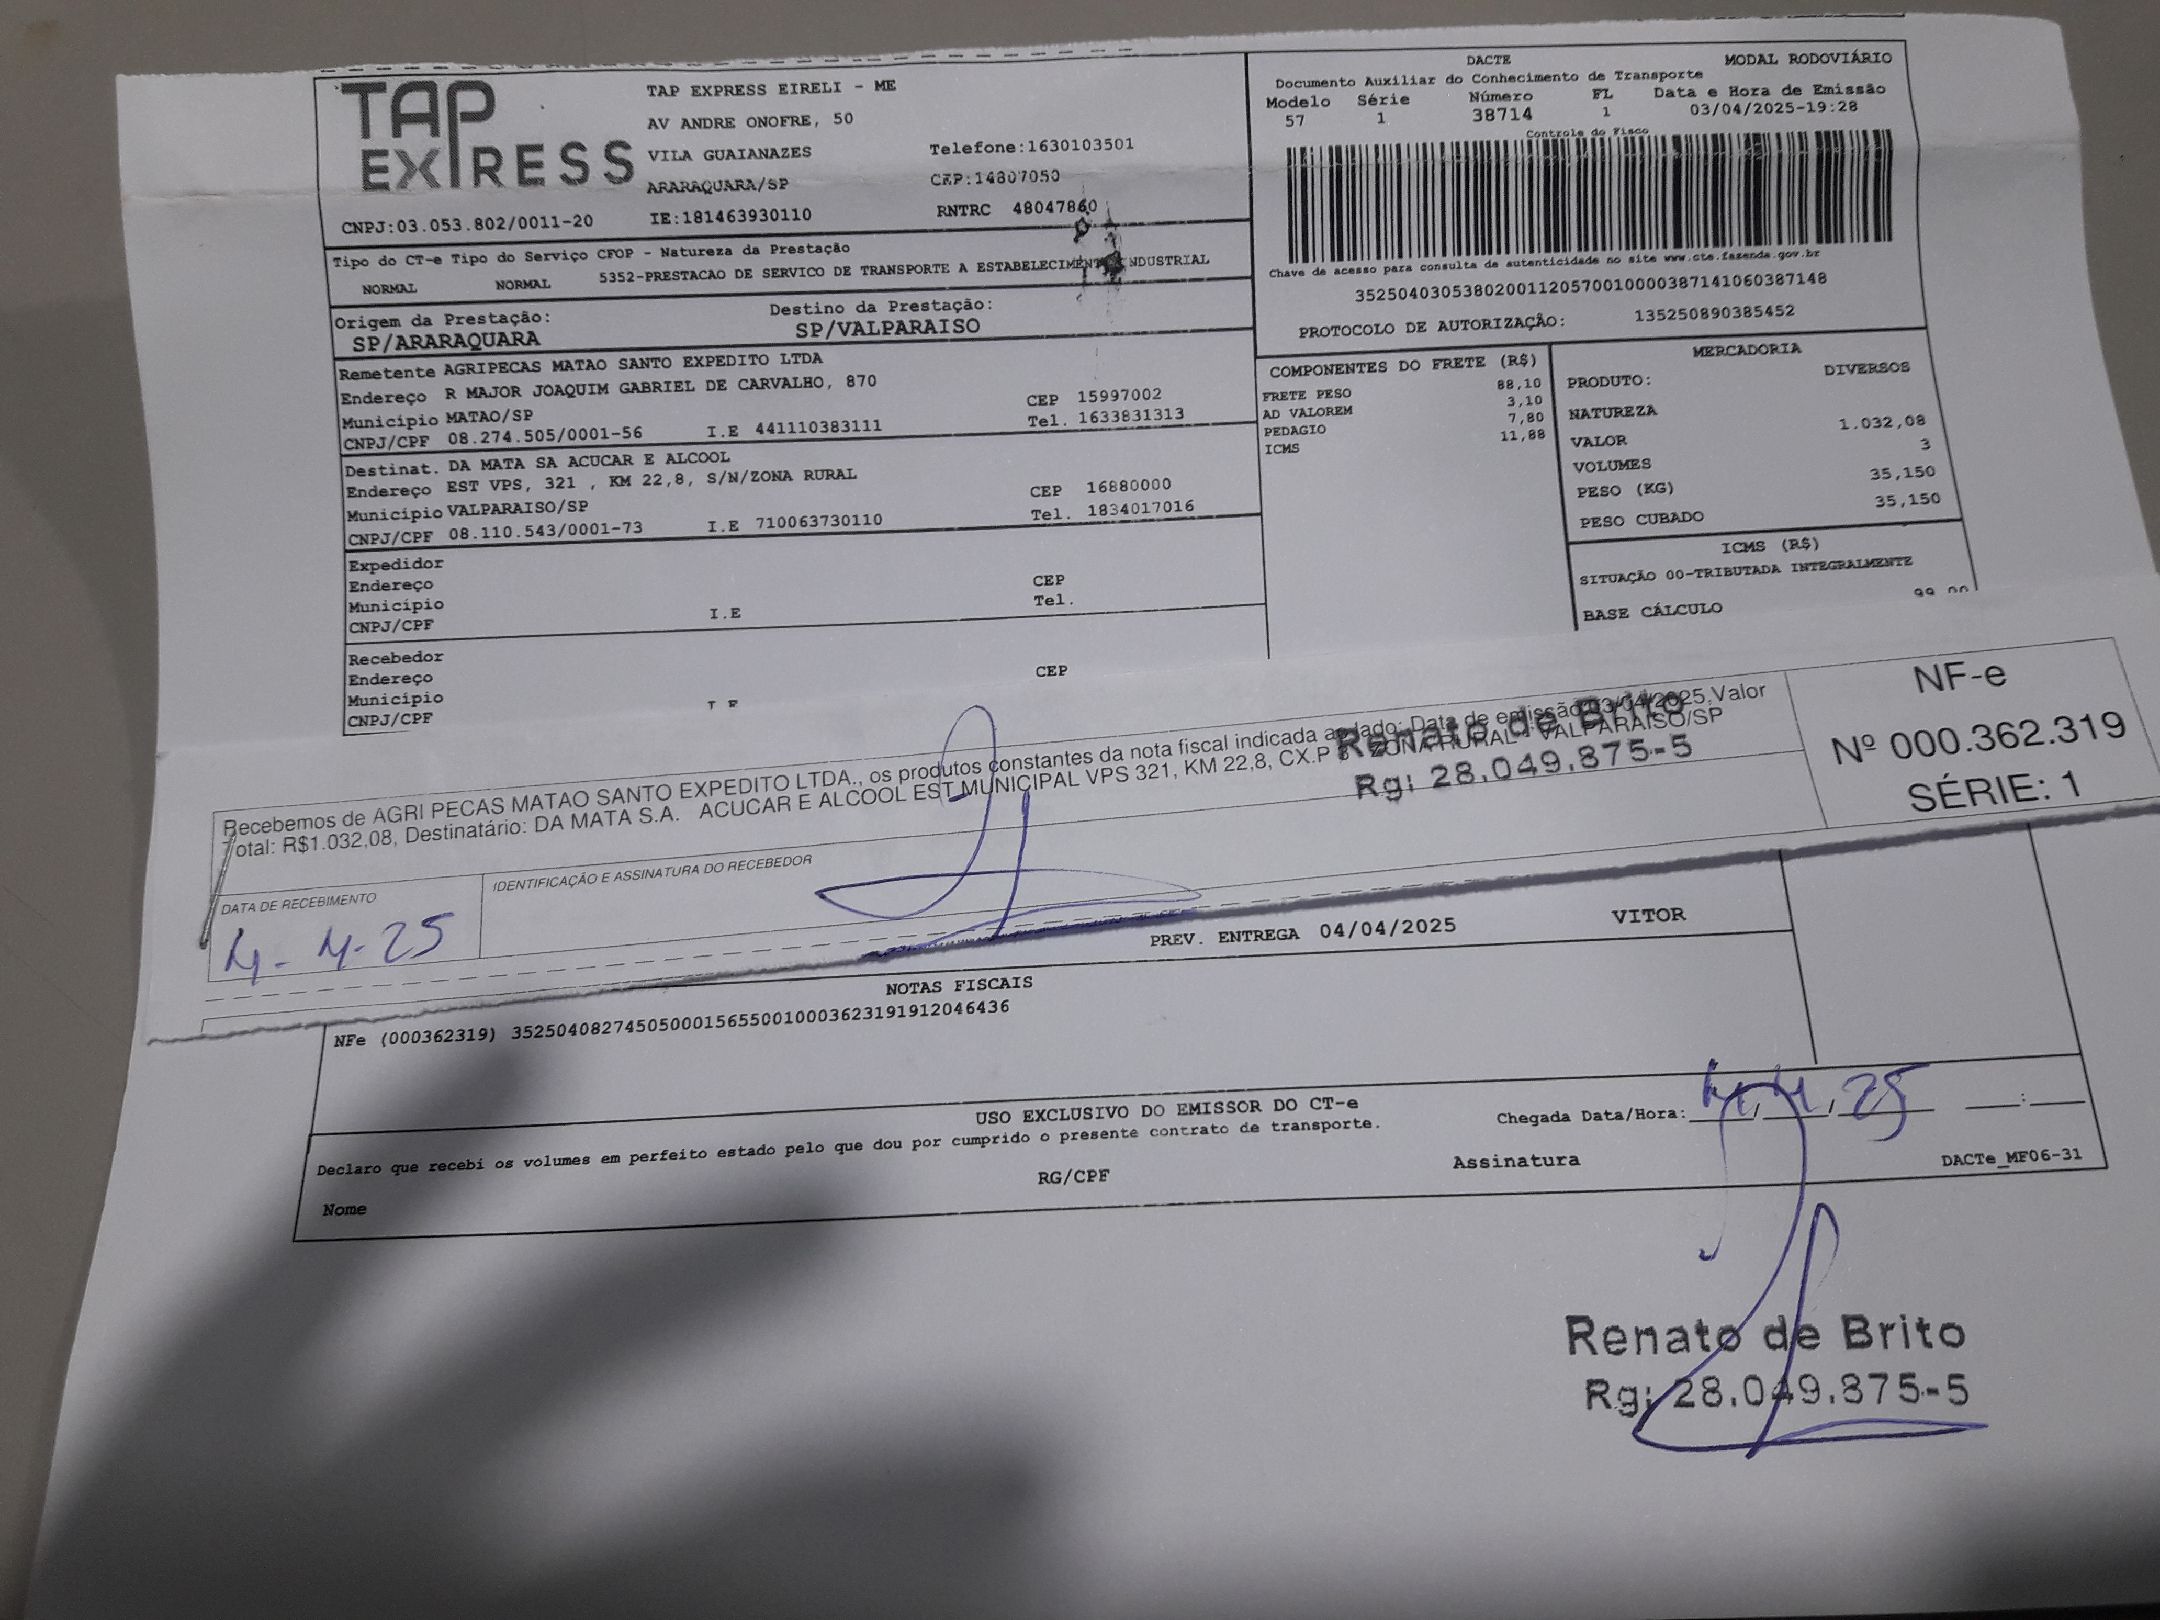 TAP EXPRESS
TAP EXPRESS EIRELI - ME
AV ANDRE ONOFRE, 50
VILA GUAIANAZES Telefone:1630103501
ARARAQUARA/SP CEP:14807050
CNPJ:03.053.802/0011-20 IE:181463930110 RNTRC 48047860
Tipo do CT-e Tipo do Serviço CFOP - Natureza da Prestação
NORMAL NORMAL 5352-PRESTACAO DE SERVICO DE TRANSPORTE A ESTABELECIMENTO INDUSTRIAL
Origem da Prestação: Destino da Prestação:
SP/ARARAQUARA SP/VALPARAISO
Remetente AGRIPECAS MATAO SANTO EXPEDITO LTDA
Endereço R MAJOR JOAQUIM GABRIEL DE CARVALHO, 870 CEP 15997002
Município MATAO/SP Tel. 1633831313
CNPJ/CPF 08.274.505/0001-56 I.E 441110383111
Destinat. DA MATA SA ACUCAR E ALCOOL
Endereço EST VPS, 321 , KM 22,8, S/N/ZONA RURAL CEP 16880000
Município VALPARAISO/SP Tel. 1834017016
CNPJ/CPF 08.110.543/0001-73 I.E 710063730110
Expedidor
Endereço CEP
Município Tel.
CNPJ/CPF I.E
Recebedor
Endereço CEP
Município
CNPJ/CPF
DACTE MODAL RODOVIÁRIO
Documento Auxiliar do Conhecimento de Transporte
Modelo Série Número FL Data e Hora de Emissão
57 1 38714 1 03/04/2025-19:28
Controle do Fisco
Chave de acesso para consulta de autenticidade no site www.cte.fazenda.gov.br
35250403053802001120570010000387141060387148
PROTOCOLO DE AUTORIZAÇÃO: 135250890385452
COMPONENTES DO FRETE (R$)
FRETE PESO 88,10
AD VALOREM 3,10
PEDAGIO 7,80
ICMS 11,88
MERCADORIA
PRODUTO: DIVERSOS
NATUREZA
VALOR 1.032,08
VOLUMES 3
PESO (KG) 35,150
PESO CUBADO 35,150
ICMS (R$)
SITUAÇÃO 00-TRIBUTADA INTEGRALMENTE
BASE CÁLCULO 99,00
Recebemos de AGRI PECAS MATAO SANTO EXPEDITO LTDA., os produtos constantes da nota fiscal indicada ao lado: Data de emissão: 03/04/2025,Valor
Total: R$1.032,08, Destinatário: DA MATA S.A. ACUCAR E ALCOOL EST MUNICIPAL VPS 321, KM 22,8, CX.P ZONA RURAL - VALPARAISO/SP
Renato de Brito
Rg: 28.049.875-5
NF-e
Nº 000.362.319
SÉRIE: 1
DATA DE RECEBIMENTO IDENTIFICAÇÃO E ASSINATURA DO RECEBEDOR
4-4-25
PREV. ENTREGA 04/04/2025 VITOR
NOTAS FISCAIS
NFe (000362319) 35250408274505000156550010003623191912046436
USO EXCLUSIVO DO EMISSOR DO CT-e
Declaro que recebi os volumes em perfeito estado pelo que dou por cumprido o presente contrato de transporte.
Chegada Data/Hora: 4/4/25 :
Nome RG/CPF Assinatura DACTe_MF06-31
Renato de Brito
Rg: 28.049.875-5